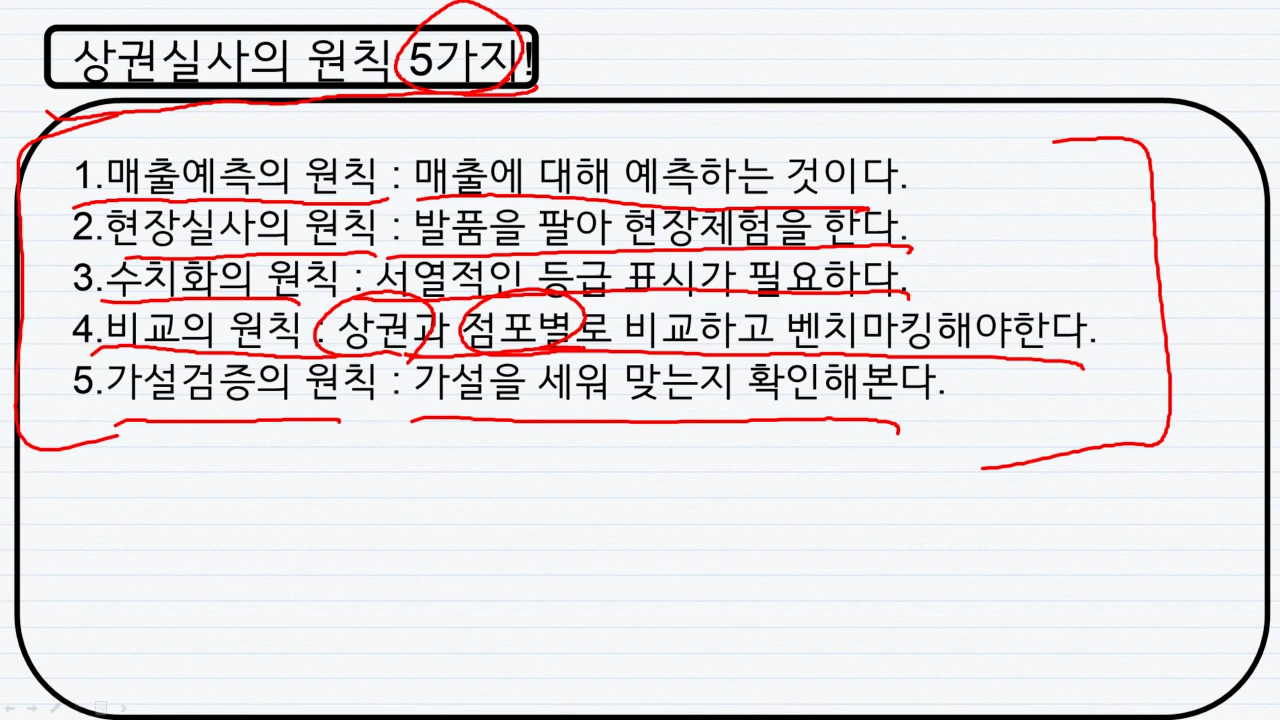 상권실사의 원칙 5가지!
1.매출예측의 원칙 : 매출에 대해 예측하는 것이다.
2.현장실사의 원칙 : 발품을 팔아 현장체험을 한다.
3.수치화의 원칙 : 서열적인 등급 표시가 필요하다.
4.비교의 원칙 : 상권과 점포별로 비교하고 벤치마킹해야한다.
5.가설검증의 원칙 : 가설을 세워 맞는지 확인해본다.